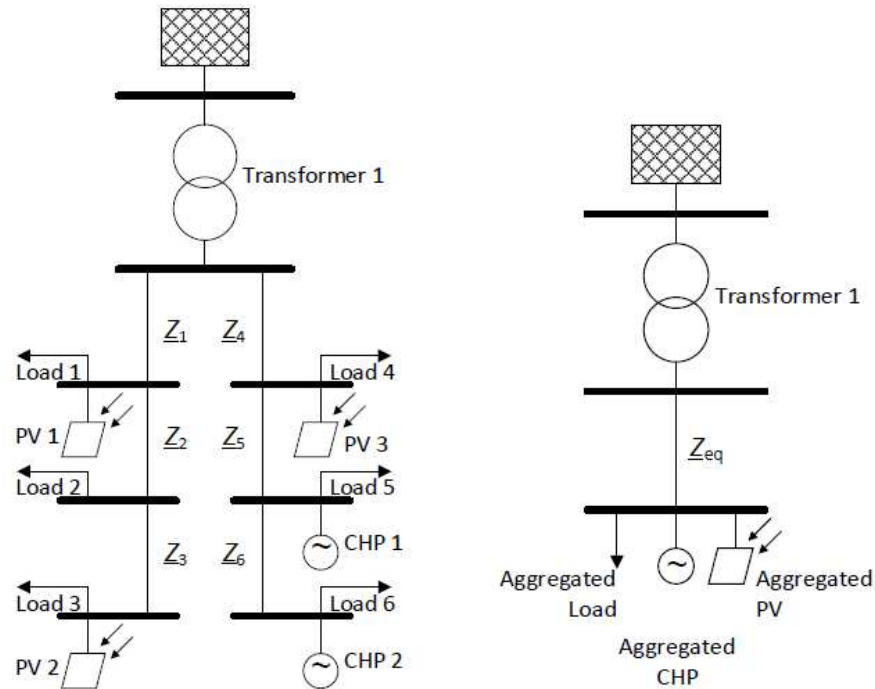 Transformer 1
Z1
Z4
Load 1
Load 4
PV 1
Z2
Z5
PV 3
Load 2
Load 5
Z3
Z6
CHP 1
Load 3
Load 6
PV 2
CHP 2
Transformer 1
Zeq
Aggregated
Load
Aggregated
PV
Aggregated
CHP